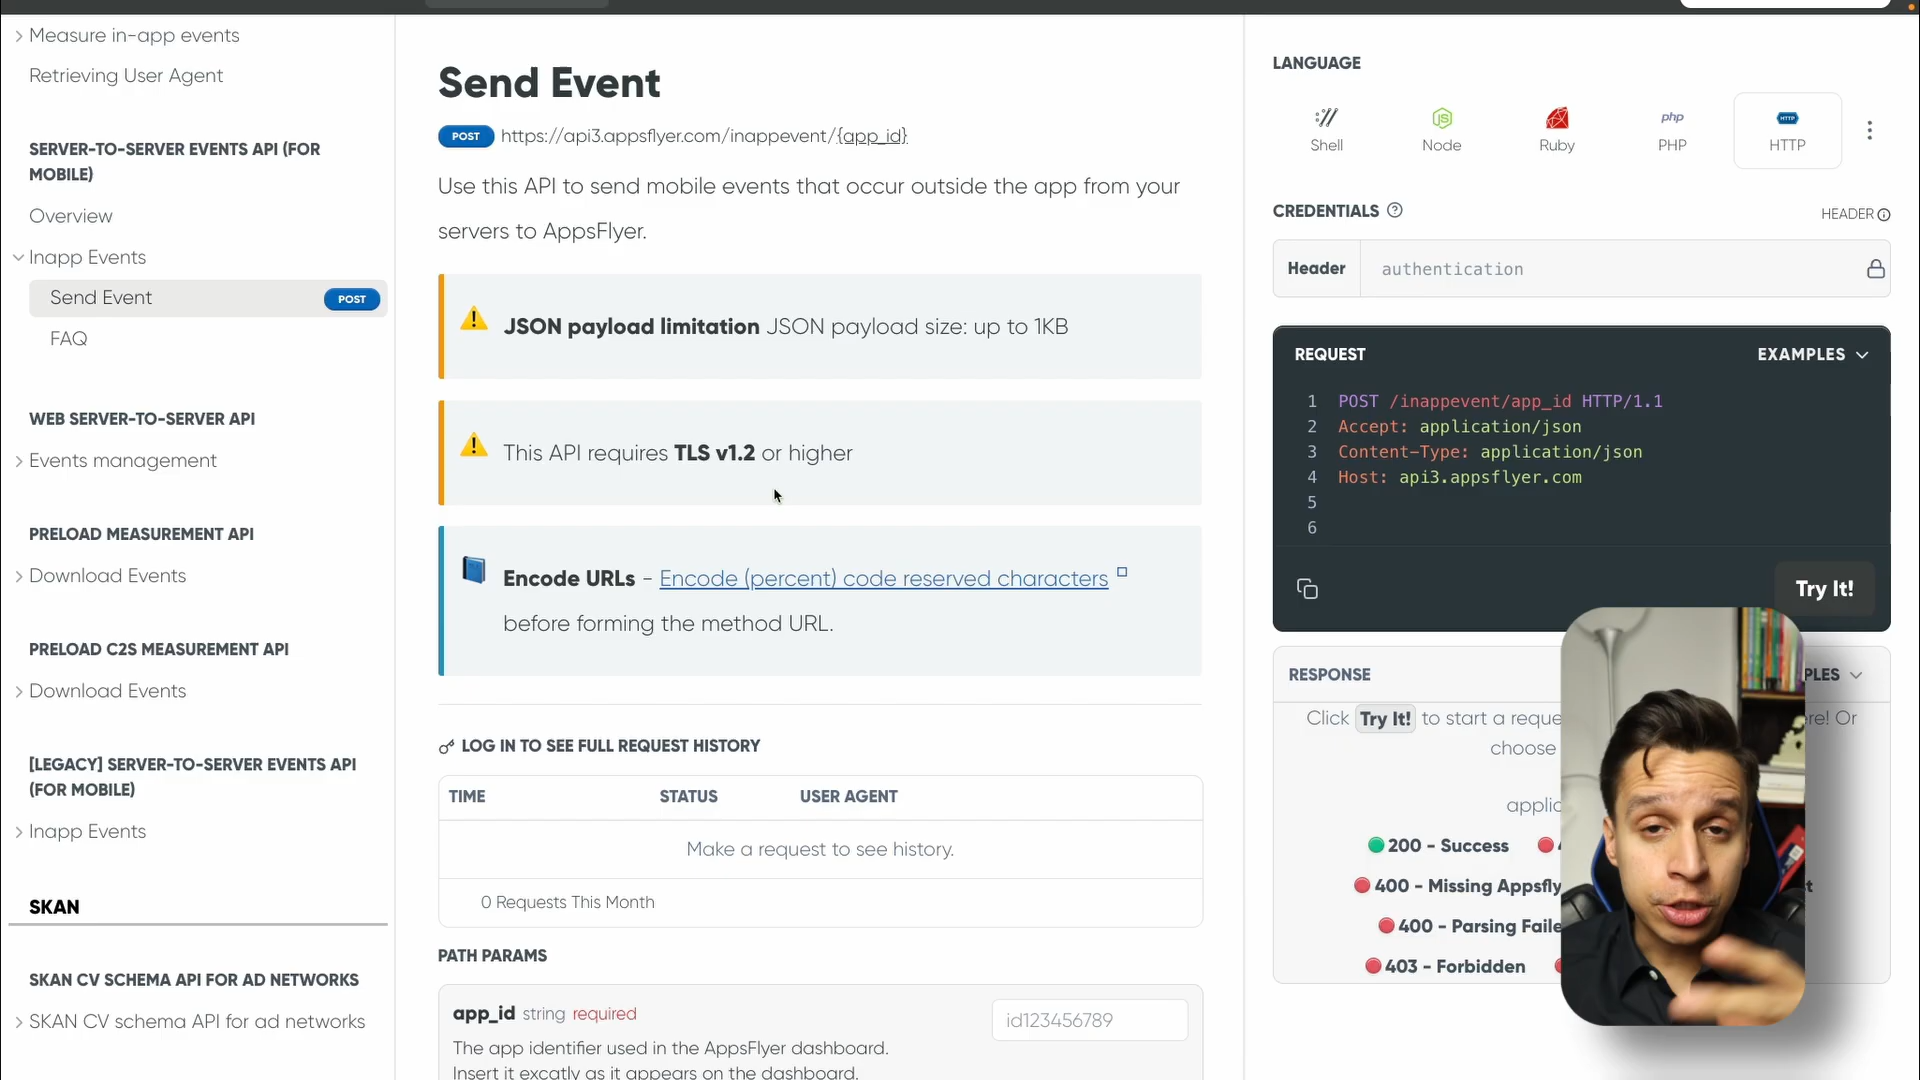 Measure in-app events
Retrieving User Agent
SERVER-TO-SERVER EVENTS API (FOR
MOBILE)
Overview
Inapp Events
Send Event POST
FAQ
WEB SERVER-TO-SERVER API
Events management
PRELOAD MEASUREMENT API
Download Events
PRELOAD C2S MEASUREMENT API
Download Events
[LEGACY] SERVER-TO-SERVER EVENTS API
(FOR MOBILE)
Inapp Events
SKAN
SKAN CV SCHEMA API FOR AD NETWORKS
SKAN CV schema API for ad networks
Send Event
POST https://api3.appsflyer.com/inappevent/{app_id}
Use this API to send mobile events that occur outside the app from your
servers to AppsFlyer.
JSON payload limitation JSON payload size: up to 1KB
This API requires TLS v1.2 or higher
Encode URLs - Encode (percent) code reserved characters
before forming the method URL.
LOG IN TO SEE FULL REQUEST HISTORY
TIME STATUS USER AGENT
Make a request to see history.
0 Requests This Month
PATH PARAMS
app_id string required
id123456789
The app identifier used in the AppsFlyer dashboard.
Insert it excatly as it appears on the dashboard.
LANGUAGE
Shell Node Ruby php PHP HTTP HTTP
CREDENTIALS HEADER
Header authentication
REQUEST EXAMPLES
1 POST /inappevent/app_id HTTP/1.1
2 Accept: application/json
3 Content-Type: application/json
4 Host: api3.appsflyer.com
5
6
Try It!
RESPONSE PLES
Click Try It! to start a reque re! Or
choose
applic
200 - Success
400 - Missing Appsfly t
400 - Parsing Faile
403 - Forbidden